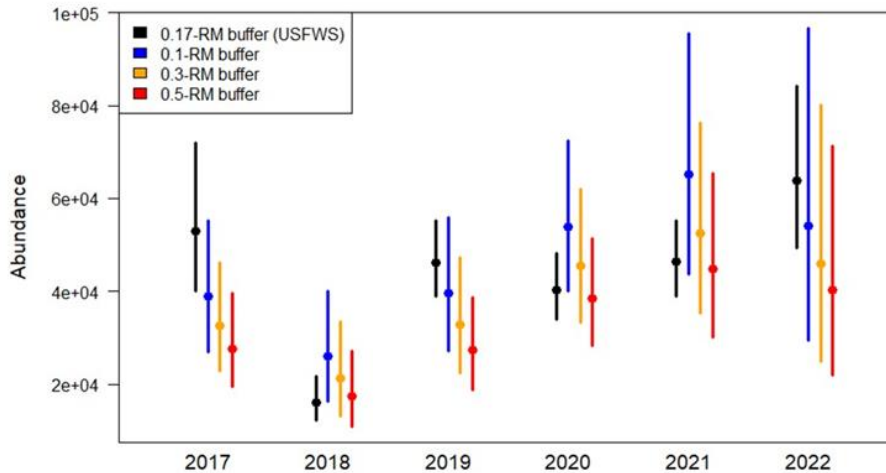 1e+05
8e+04
6e+04
4e+04
2e+04
Abundance
0.17-RM buffer (USFWS)
0.1-RM buffer
0.3-RM buffer
0.5-RM buffer
2017 2018 2019 2020 2021 2022